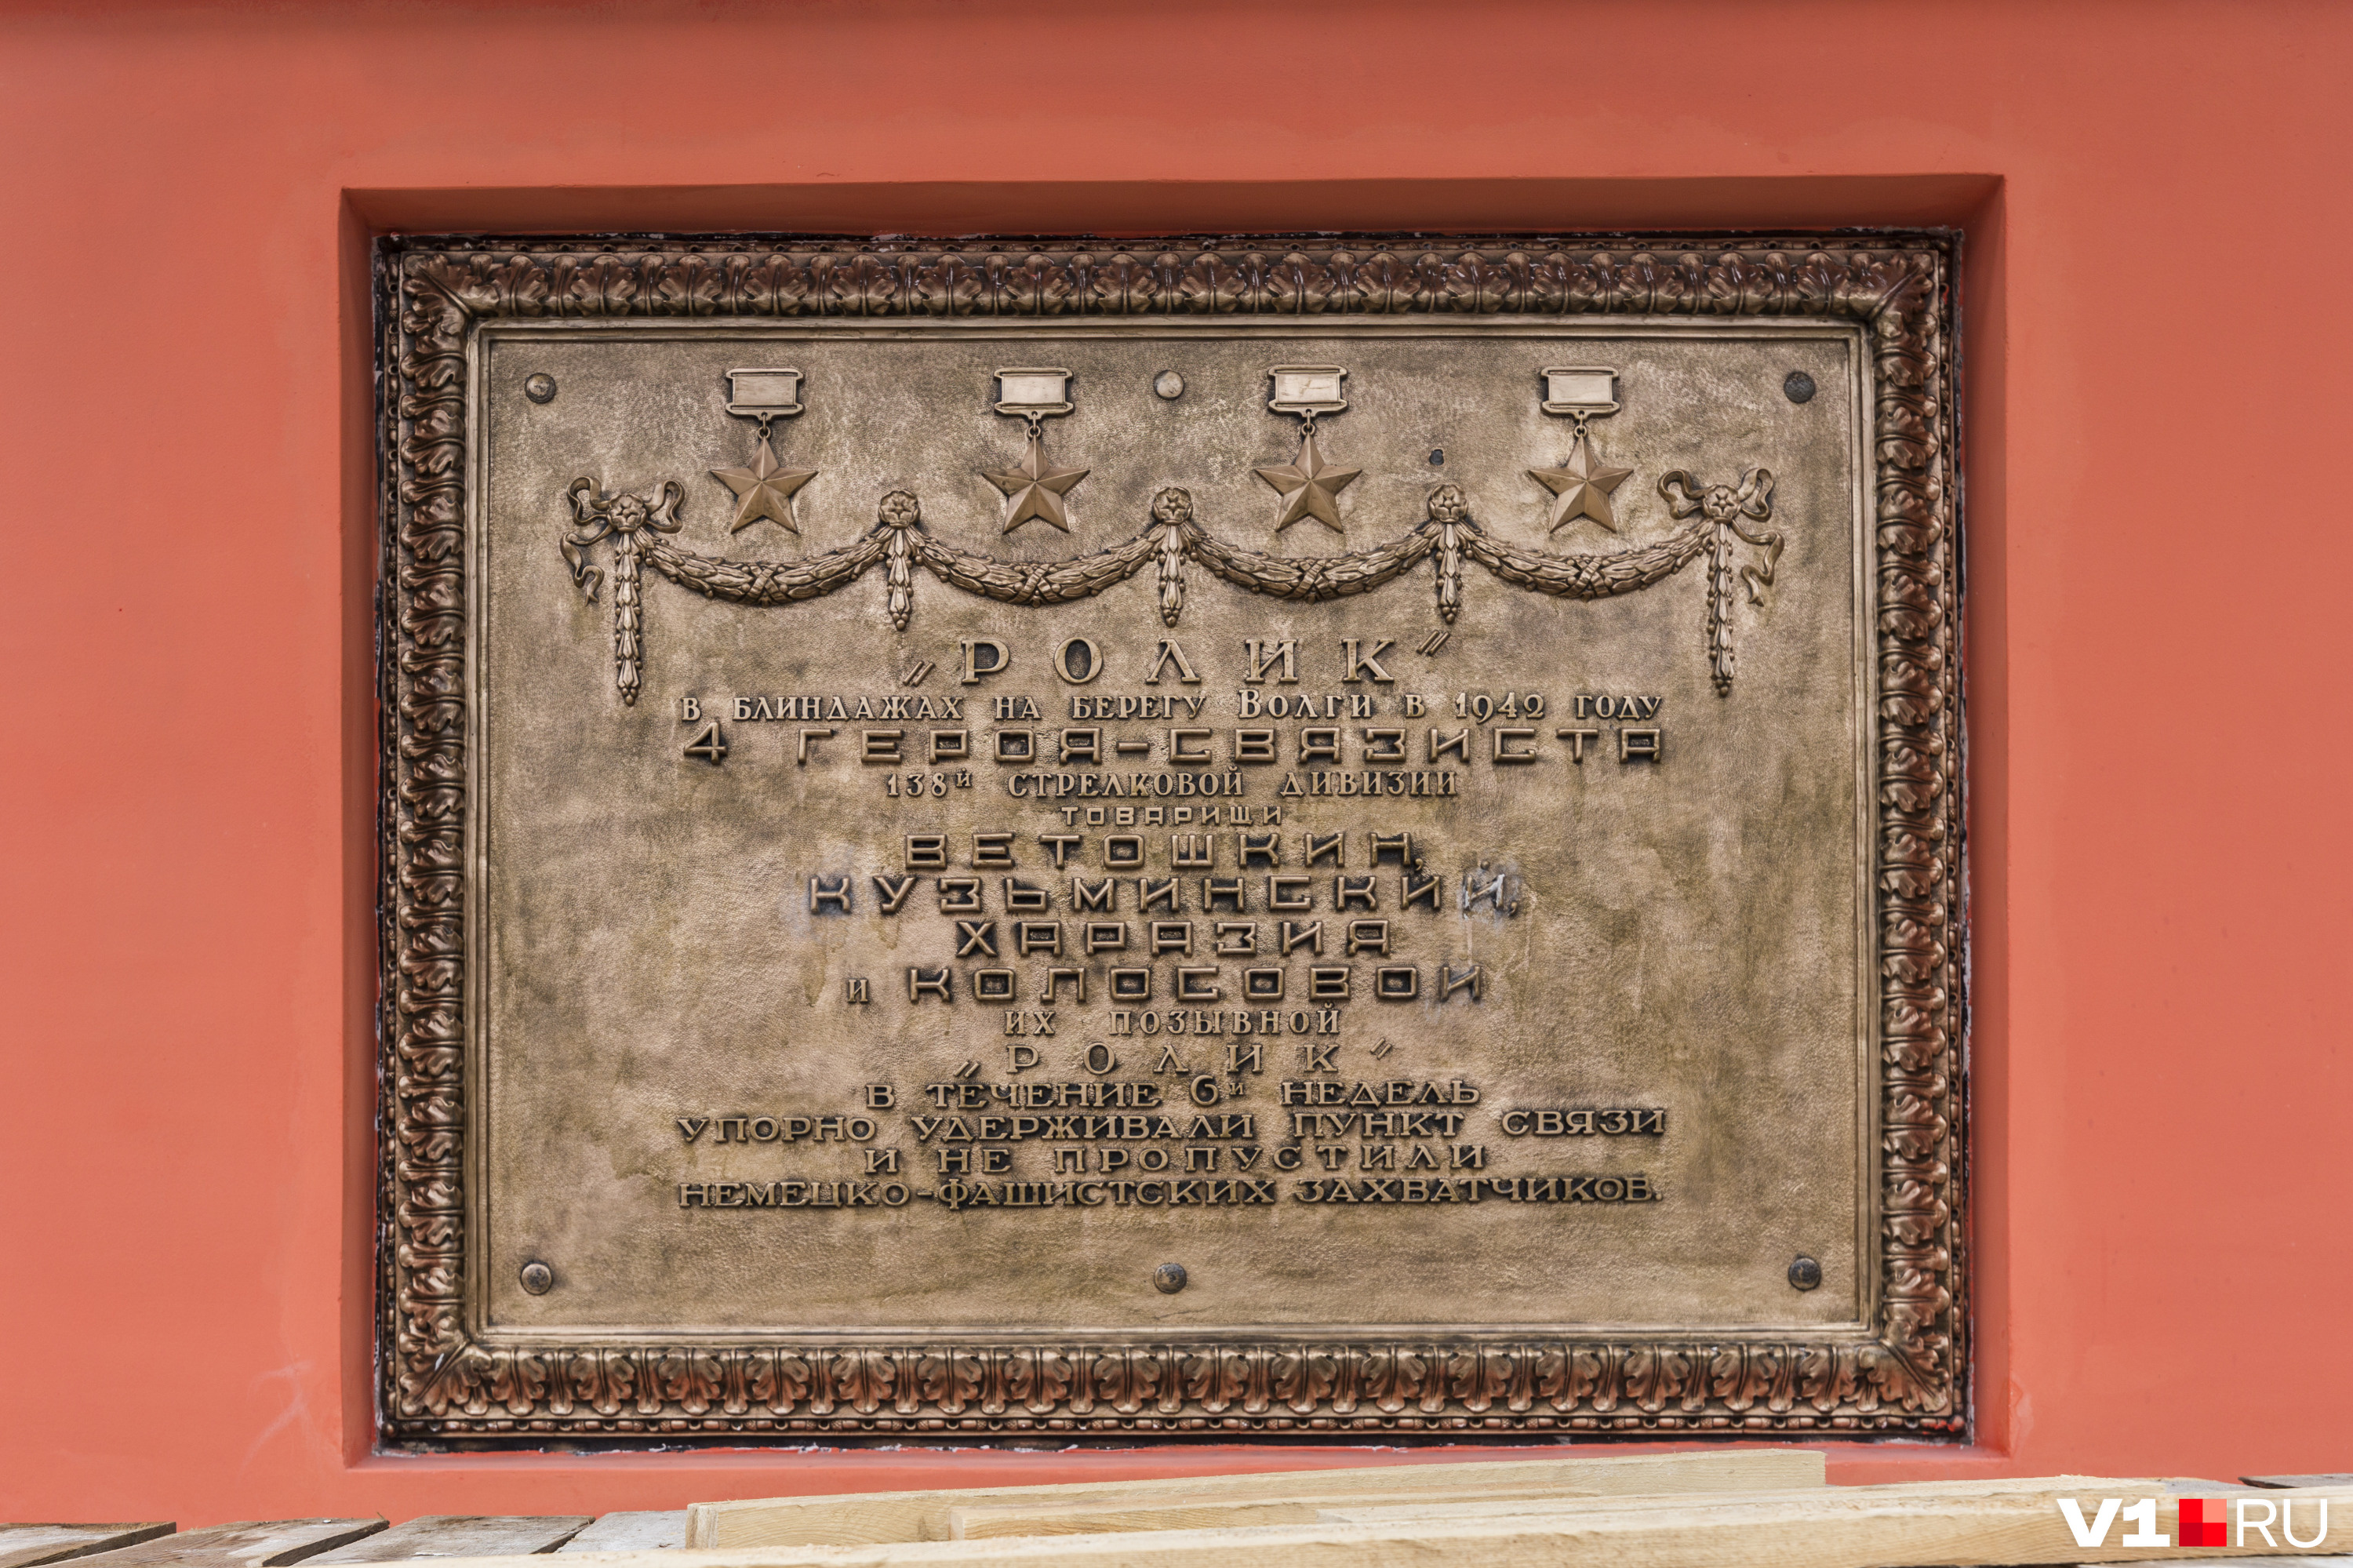 „РОЛИК"
В БЛИНДАЖАХ НА БЕРЕГУ ВОЛГИ В 1942 ГОДУ
4 ГЕРОЯ-СВЯЗИСТА
138Й СТРЕЛКОВОЙ ДИВИЗИИ
ТОВАРИЩИ
ВЕТОШКИН,
КУЗЬМИНСКИЙ,
ХАРАЗИЯ
И КОЛОСОВОЙ
ИХ ПОЗЫВНОЙ
„РОЛИК"
В ТЕЧЕНИЕ 6И НЕДЕЛЬ
УПОРНО УДЕРЖИВАЛИ ПУНКТ СВЯЗИ
И НЕ ПРОПУСТИЛИ
НЕМЕЦКО-ФАШИСТСКИХ ЗАХВАТЧИКОВ.
V1 RU